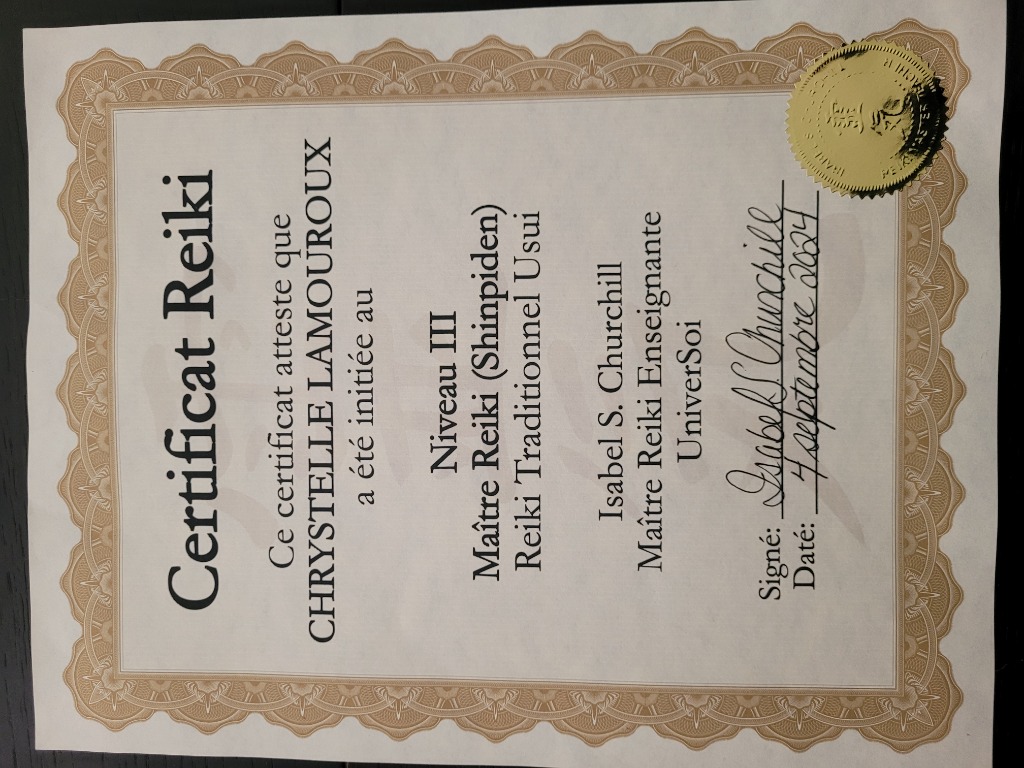 Certificat Reiki
Ce certificat atteste que
CHRYSTELLE LAMOUROUX
a été initiée au
Niveau III
Maître Reiki (Shinpiden)
Reiki Traditionnel Usui
Isabel S. Churchill
Maître Reiki Enseignante
UniverSoi
Signé: Isabel S. Churchill
Daté: 4 septembre 2024